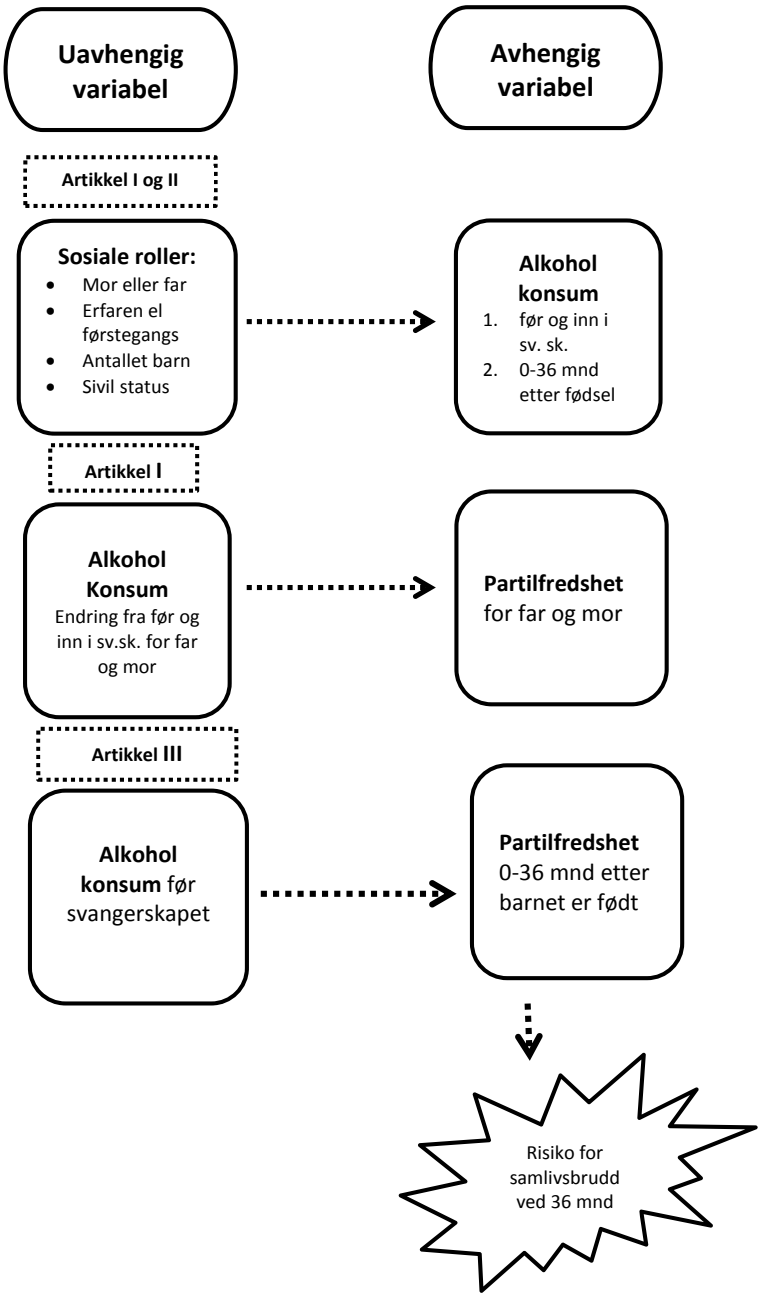 Uavhengig
variabel
Avhengig
variabel
Artikkel I og II
Sosiale roller:
• Mor eller far
• Erfaren el
førstegangs
• Antallet barn
• Sivil status
Alkohol
konsum
1. før og inn i
sv. sk.
2. 0-36 mnd
etter fødsel
Artikkel I
Alkohol
Konsum
Endring fra før og
inn i sv.sk. for far
og mor
Partilfredshet
for far og mor
Artikkel III
Alkohol
konsum før
svangerskapet
Partilfredshet
0-36 mnd etter
barnet er født
Risiko for
samlivsbrudd
ved 36 mnd